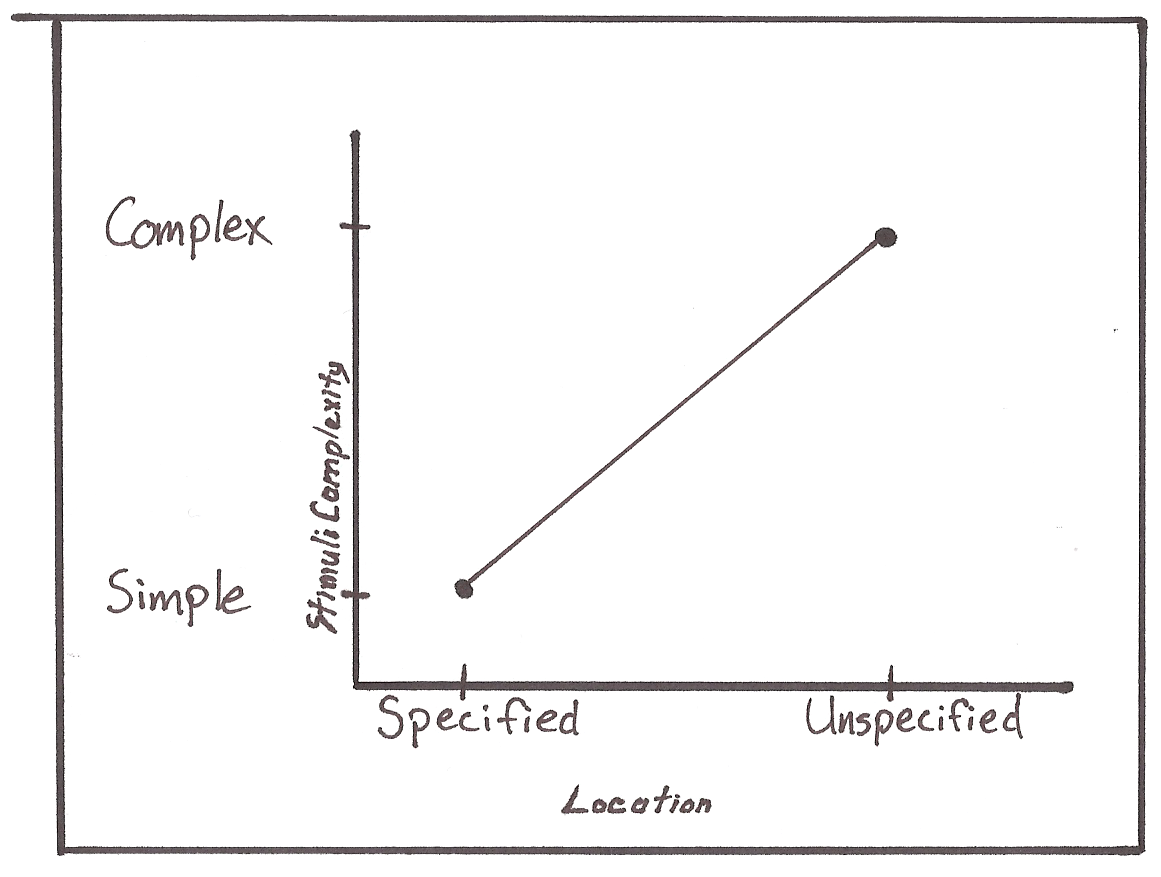 Complex
Stimuli Complexity
Simple
Specified
Unspecified
Location